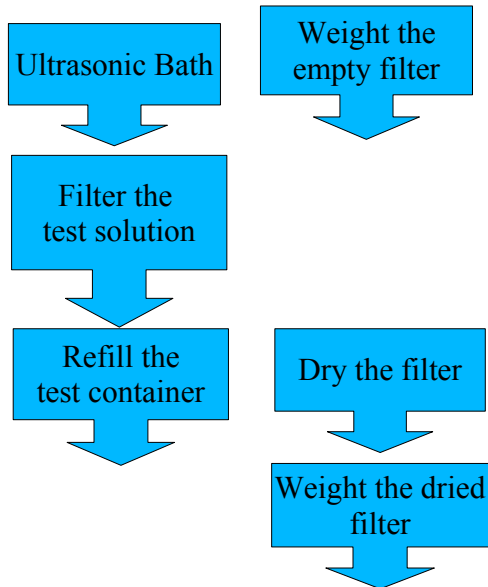 Ultrasonic Bath
Weight the
empty filter
Filter the
test solution
Refill the
test container
Dry the filter
Weight the dried
filter